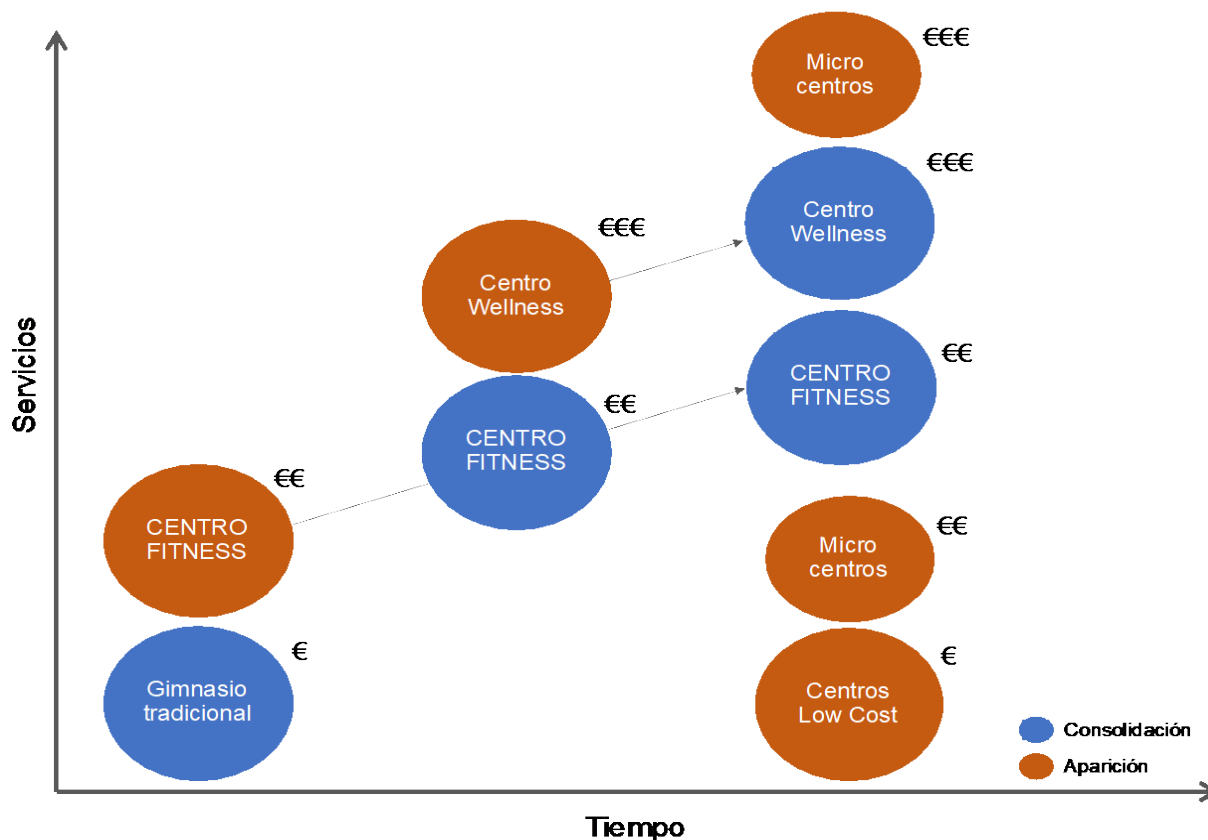 €€€
Micro
centros
€€€
Centro
Wellness
€€€
Centro
Wellness
€€
CENTRO
FITNESS
€€
CENTRO
FITNESS
€€
CENTRO
FITNESS
€€
Micro
centros
€
Gimnasio
tradicional
€
Centros
Low Cost
Servicios
Consolidación
Aparición
Tiempo